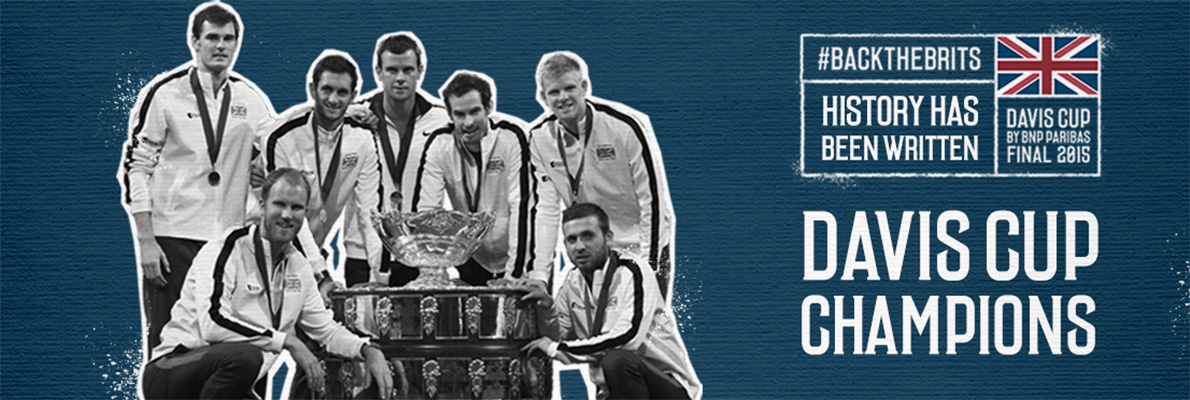 #BACKTHEBRITS
HISTORY HAS
BEEN WRITTEN
DAVIS CUP
BY BNP PARIBAS
FINAL 2015
DAVIS CUP
CHAMPIONS